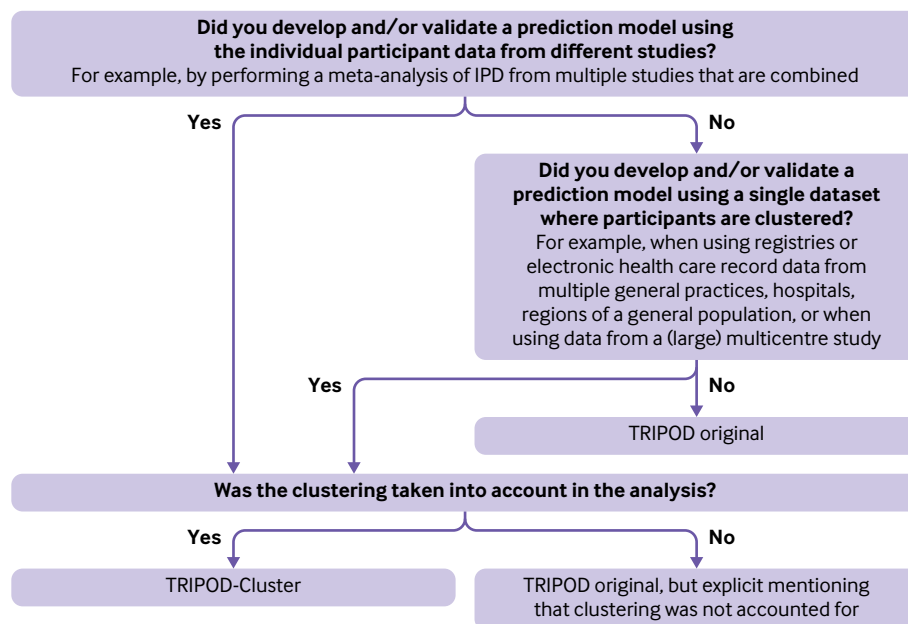 Did you develop and/or validate a prediction model using
the individual participant data from different studies?
For example, by performing a meta-analysis of IPD from multiple studies that are combined
Yes
No
Did you develop and/or validate a
prediction model using a single dataset
where participants are clustered?
For example, when using registries or
electronic health care record data from
multiple general practices, hospitals,
regions of a general population, or when
using data from a (large) multicentre study
Yes
No
TRIPOD original
Was the clustering taken into account in the analysis?
Yes
No
TRIPOD-Cluster
TRIPOD original, but explicit mentioning
that clustering was not accounted for